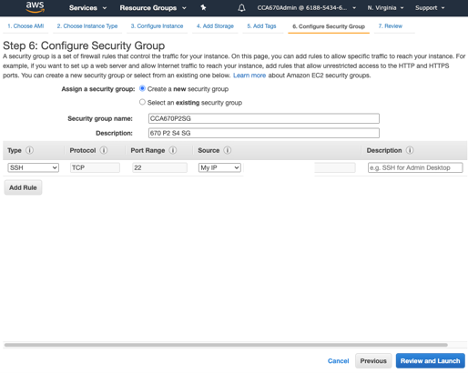 aws Services Resource Groups CCA670Admin @ 6188-5434-6... N. Virginia Support
1. Choose AMI 2. Choose Instance Type 3. Configure Instance 4. Add Storage 5. Add Tags 6. Configure Security Group 7. Review
Step 6: Configure Security Group
A security group is a set of firewall rules that control the traffic for your instance. On this page, you can add rules to allow specific traffic to reach your instance. For
example, if you want to set up a web server and allow Internet traffic to reach your instance, add rules that allow unrestricted access to the HTTP and HTTPS
ports. You can create a new security group or select from an existing one below. Learn more about Amazon EC2 security groups.
Assign a security group: Create a new security group
Select an existing security group
Security group name: CCA670P2SG
Description: 670 P2 S4 SG
Type i Protocol i Port Range i Source i Description i
SSH TCP 22 My IP e.g. SSH for Admin Desktop
Add Rule
Cancel Previous Review and Launch